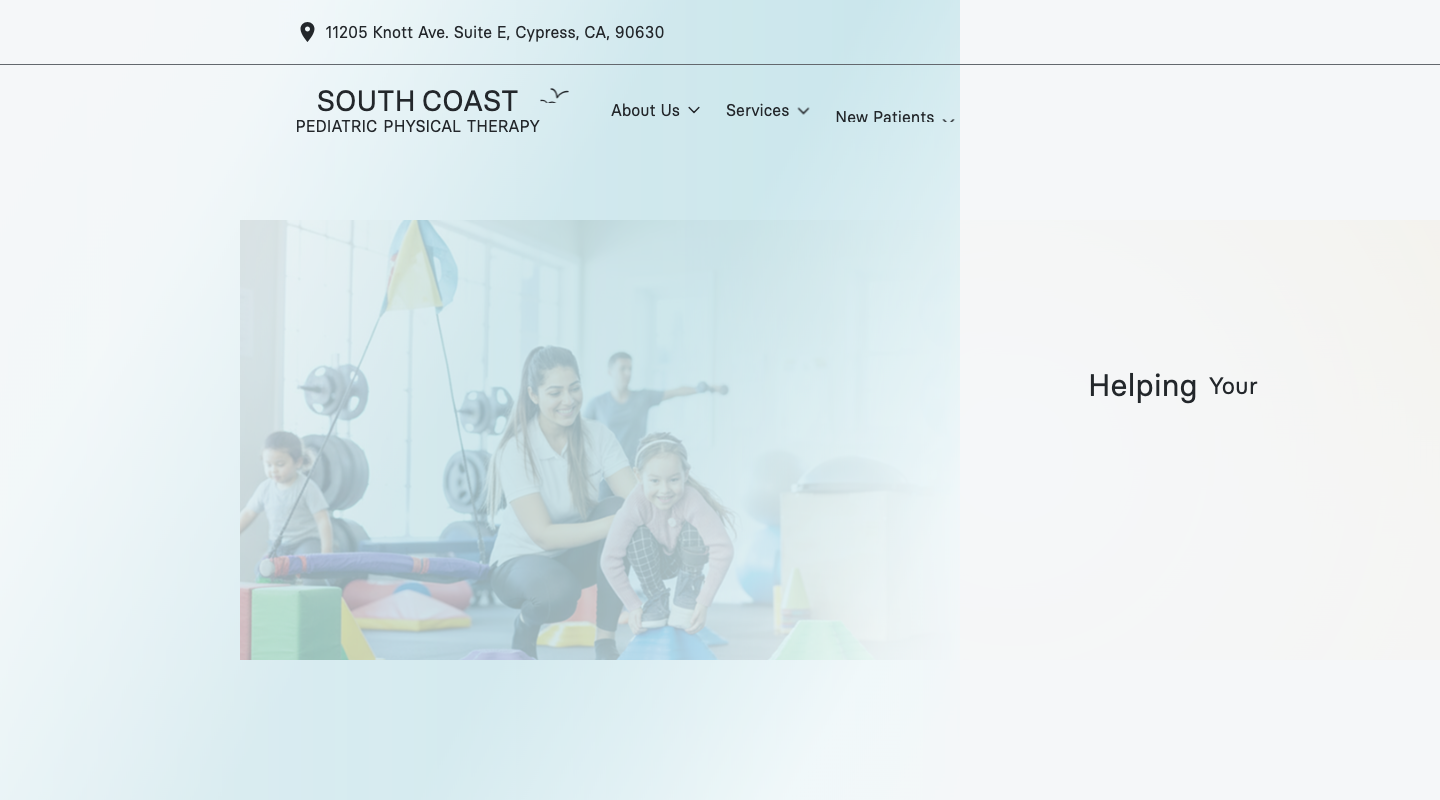 11205 Knott Ave. Suite E, Cypress, CA, 90630
SOUTH COAST
PEDIATRIC PHYSICAL THERAPY
About Us
Services
New Patients
Helping Your